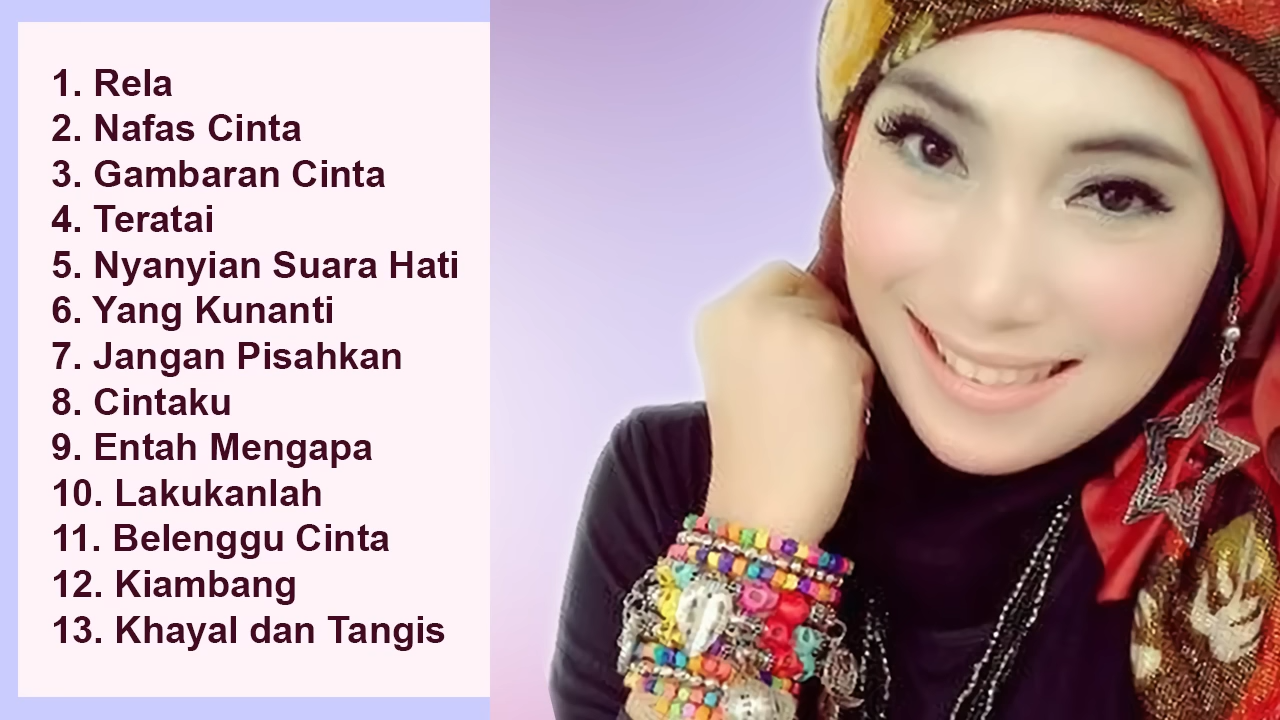 1. Rela
2. Nafas Cinta
3. Gambaran Cinta
4. Teratai
5. Nyanyian Suara Hati
6. Yang Kunanti
7. Jangan Pisahkan
8. Cintaku
9. Entah Mengapa
10. Lakukanlah
11. Belenggu Cinta
12. Kiambang
13. Khayal dan Tangis